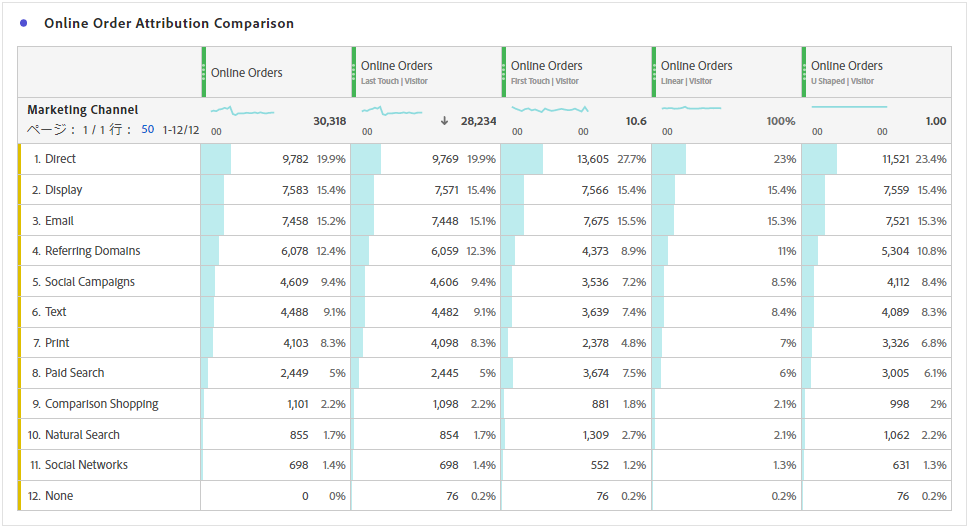 Online Order Attribution Comparison
Online Orders Online Orders Online Orders Online Orders Online Orders
Last Touch | Visitor First Touch | Visitor Linear | Visitor U Shaped | Visitor
Marketing Channel
ページ： 1 / 1 行： 50 1-12/12 30,318 ↓ 28,234 10.6 100% 1.00
00 00 00 00 00 00 00
1. Direct 9,782 19.9% 9,769 19.9% 13,605 27.7% 23% 11,521 23.4%
2. Display 7,583 15.4% 7,571 15.4% 7,566 15.4% 15.4% 7,559 15.4%
3. Email 7,458 15.2% 7,448 15.1% 7,675 15.5% 15.3% 7,521 15.3%
4. Referring Domains 6,078 12.4% 6,059 12.3% 4,373 8.9% 11% 5,304 10.8%
5. Social Campaigns 4,609 9.4% 4,606 9.4% 3,536 7.2% 8.5% 4,112 8.4%
6. Text 4,488 9.1% 4,482 9.1% 3,639 7.4% 8.4% 4,089 8.3%
7. Print 4,103 8.3% 4,098 8.3% 2,378 4.8% 7% 3,326 6.8%
8. Paid Search 2,449 5% 2,445 5% 3,674 7.5% 6% 3,005 6.1%
9. Comparison Shopping 1,101 2.2% 1,098 2.2% 881 1.8% 2.1% 998 2%
10. Natural Search 855 1.7% 854 1.7% 1,309 2.7% 2.1% 1,062 2.2%
11. Social Networks 698 1.4% 698 1.4% 552 1.2% 1.3% 631 1.3%
12. None 0 0% 76 0.2% 76 0.2% 0.2% 76 0.2%